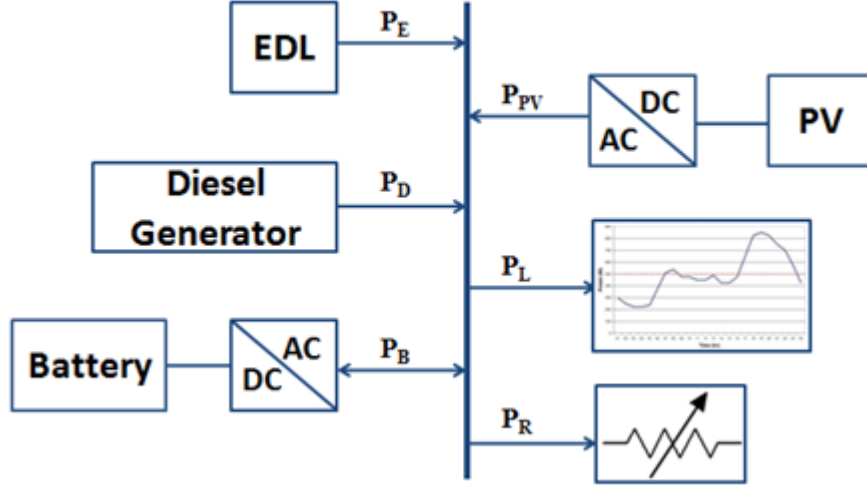 EDL
P_E
P_PV
DC
AC
PV
Diesel
Generator
P_D
P_L
Battery
AC
DC
P_B
P_R